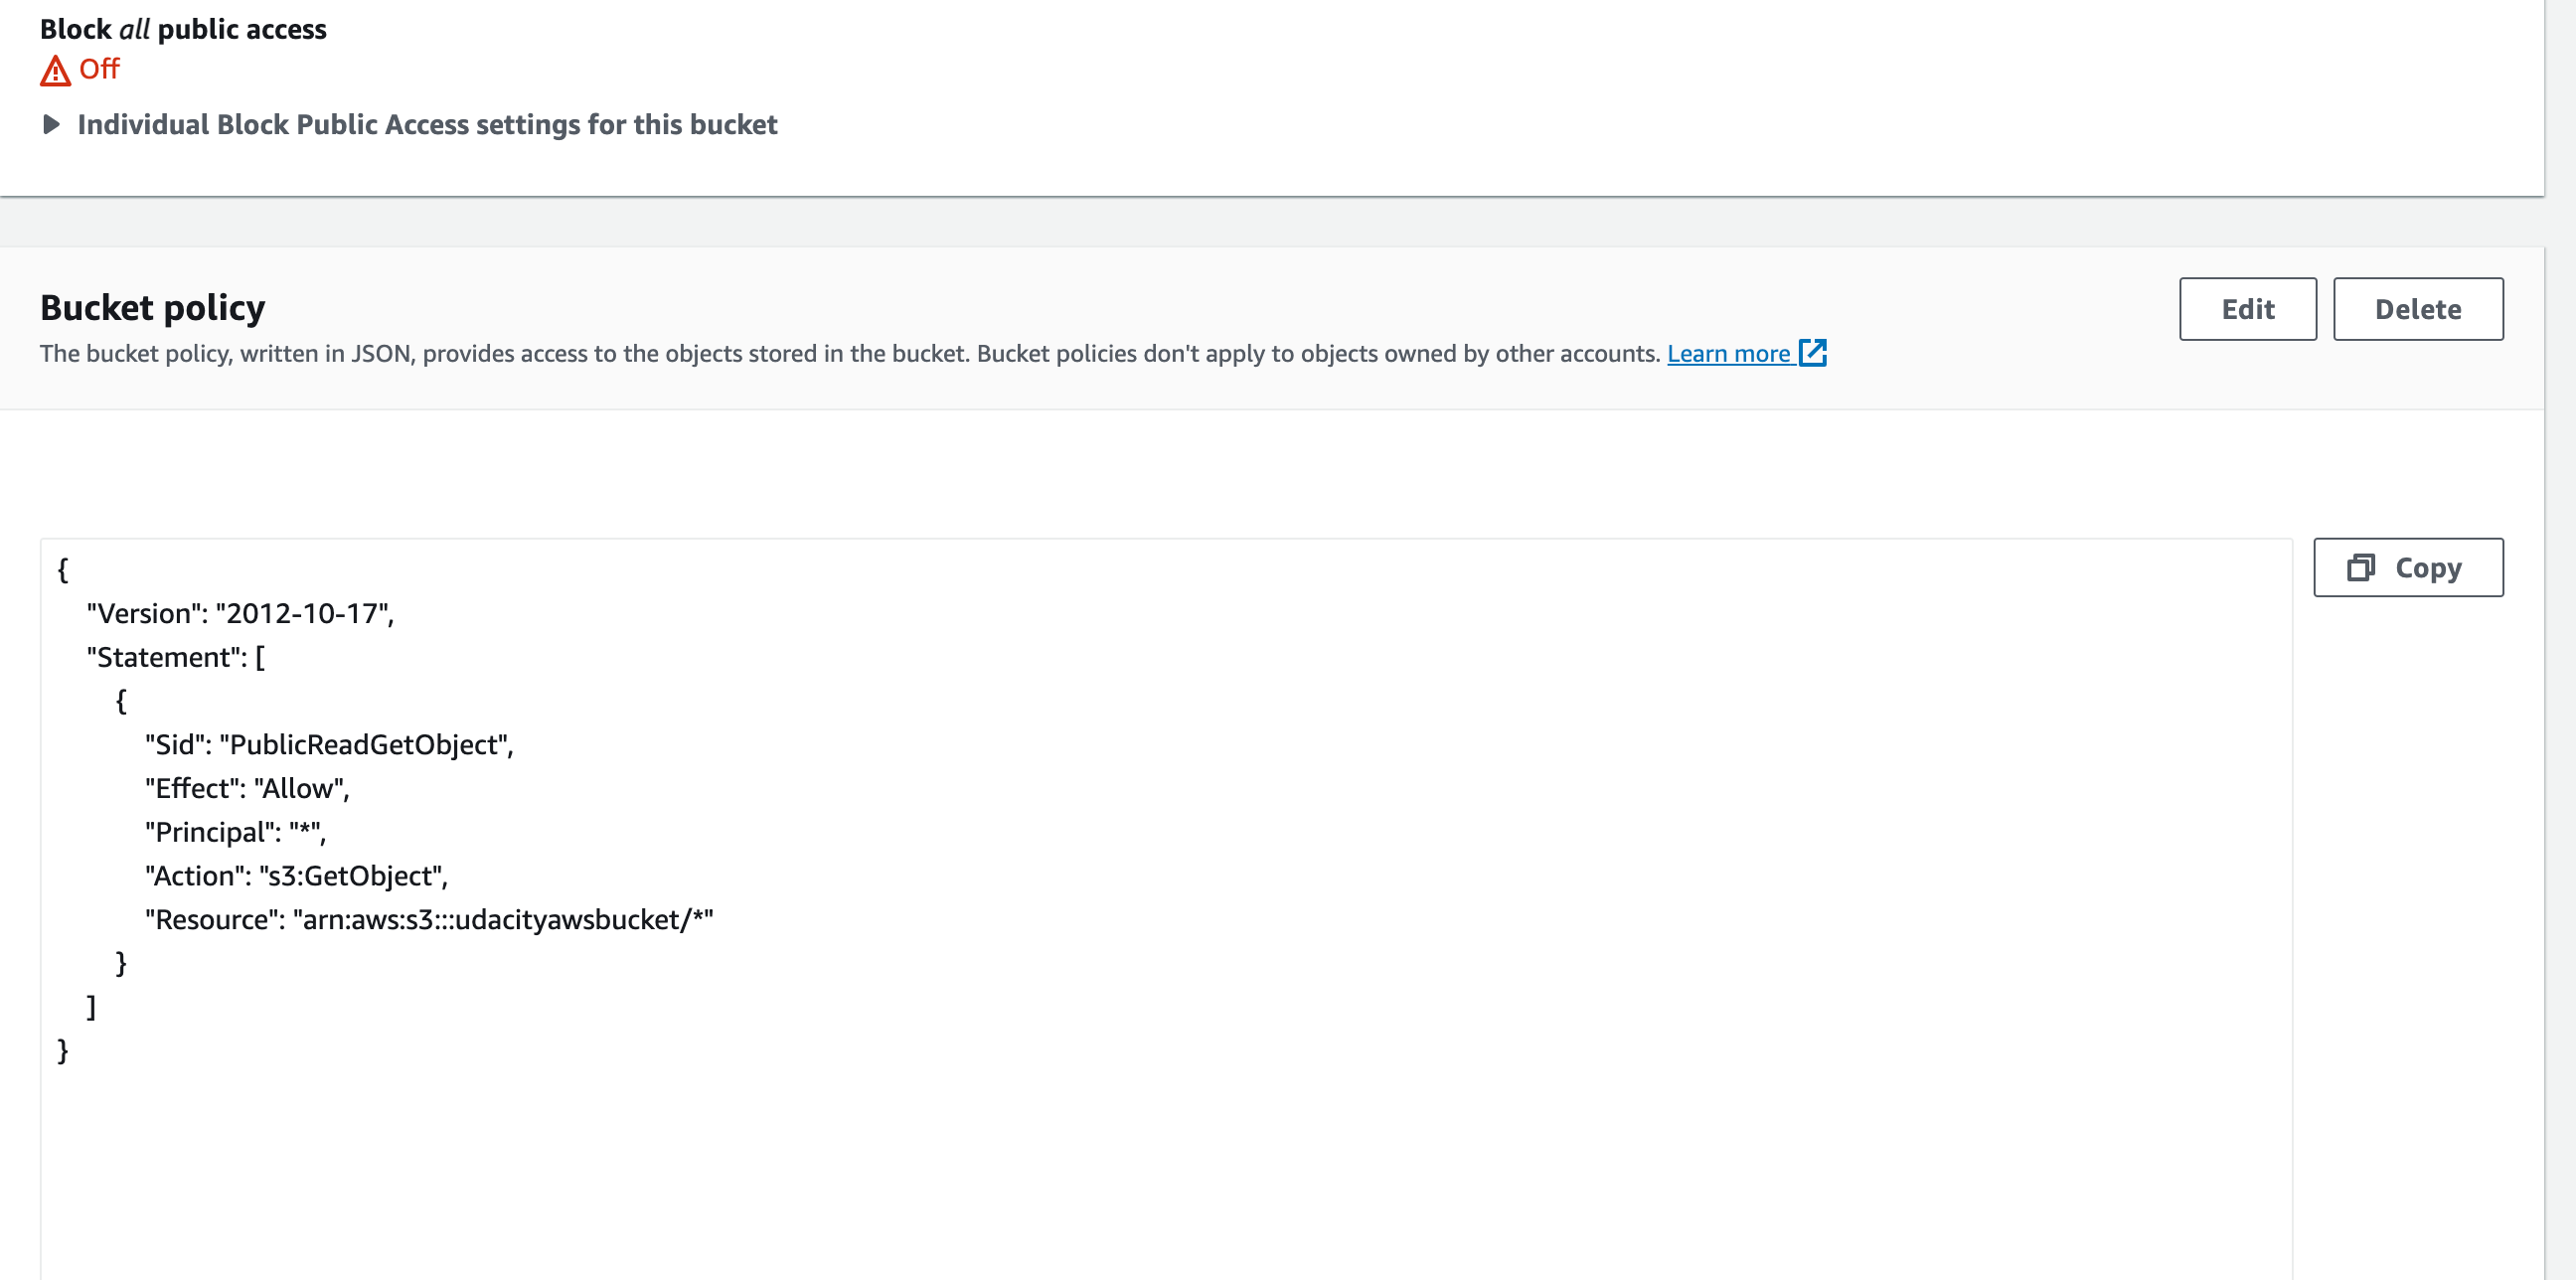 Block all public access
Off
Individual Block Public Access settings for this bucket
Bucket policy
Edit
Delete
The bucket policy, written in JSON, provides access to the objects stored in the bucket. Bucket policies don't apply to objects owned by other accounts. Learn more
Copy
{
"Version": "2012-10-17",
"Statement": [
{
"Sid": "PublicReadGetObject",
"Effect": "Allow",
"Principal": "*",
"Action": "s3:GetObject",
"Resource": "arn:aws:s3:::udacityawsbucket/*"
}
]
}